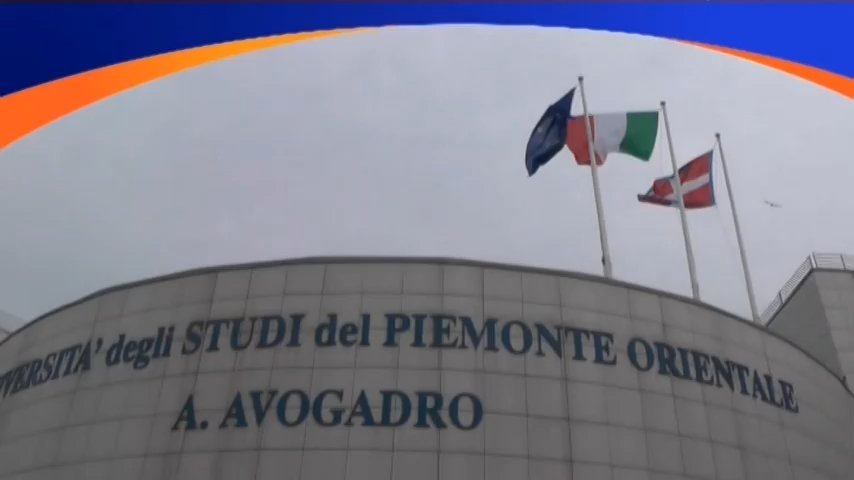 VERSITA' degli STUDI del PIEMONTE ORIENTALE
A. AVOGADRO